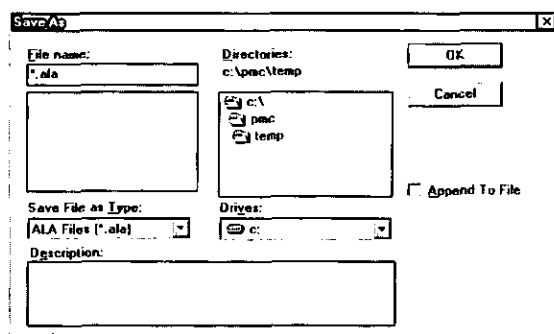 Save As
File name:
*.ala
Directories:
c:\pmc\temp
c:\
pmc
temp
OK
Cancel
Append To File
Save File as Type:
ALA Files (*.ala)
Drives:
c:
Description: